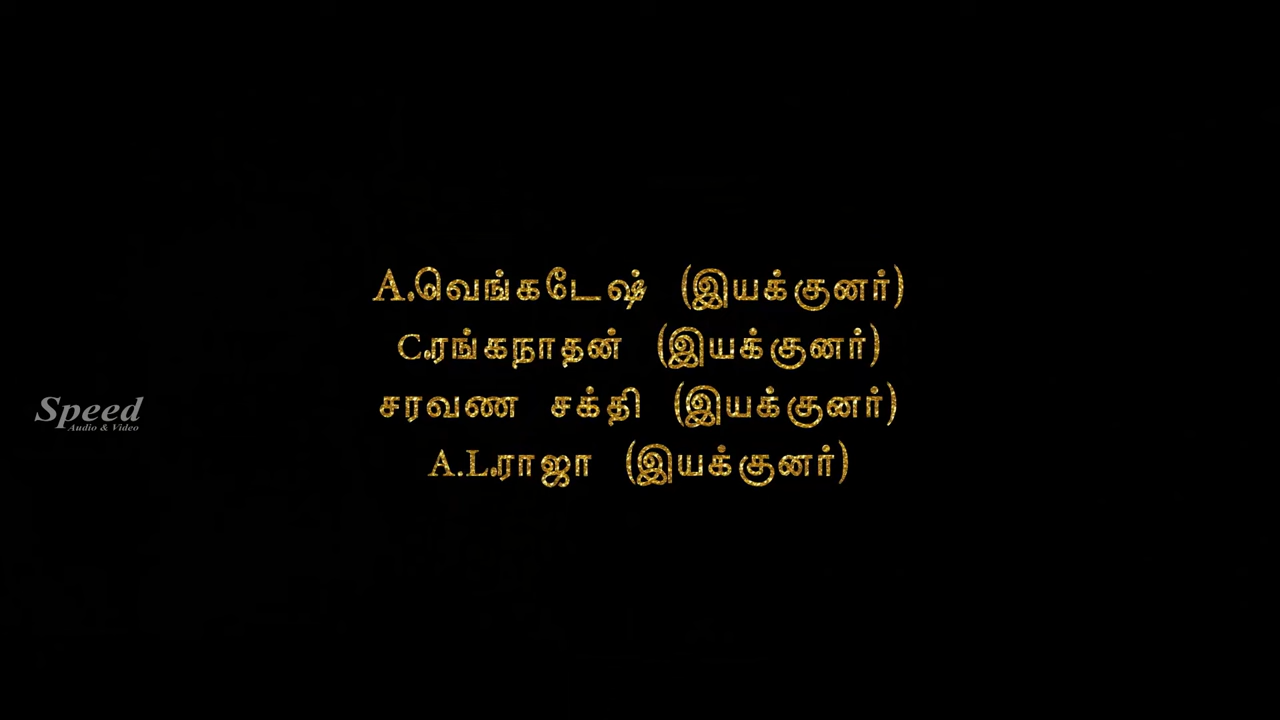 A.வெங்கடேஷ் (இயக்குனர்)
C.ரங்கநாதன் (இயக்குனர்)
சரவண சக்தி (இயக்குனர்)
A.L.ராஜா (இயக்குனர்)
Speed
Audio & Video